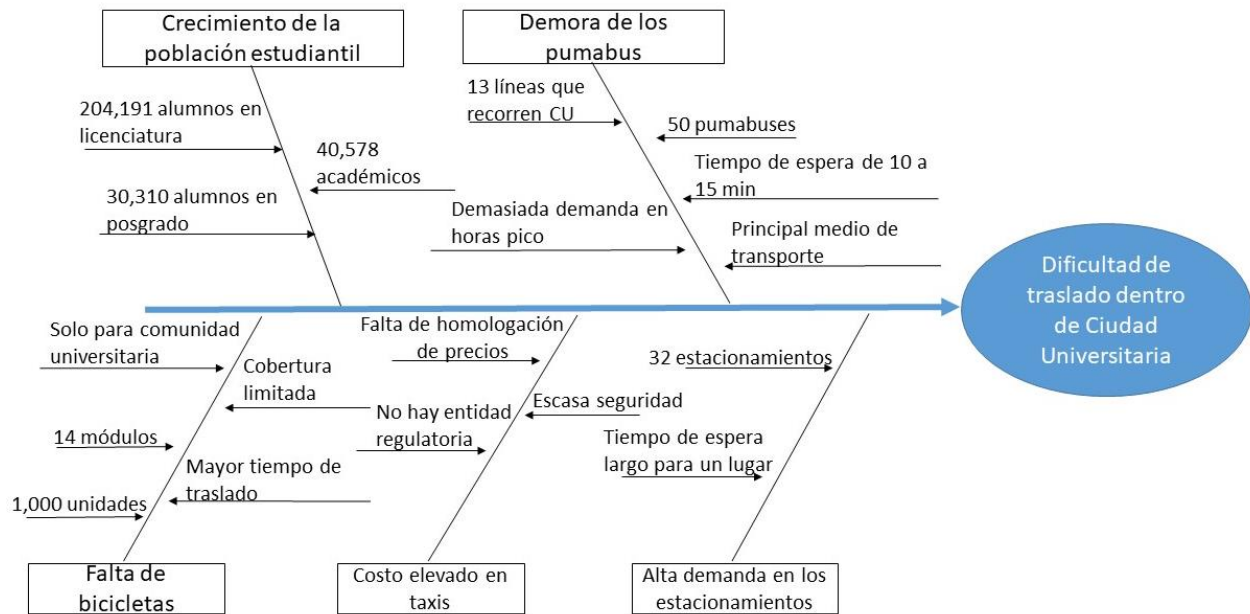 Crecimiento de la
población estudiantil
Demora de los
pumabus
204,191 alumnos en
licenciatura
40,578
académicos
30,310 alumnos en
posgrado
13 líneas que
recorren CU
50 pumabuses
Tiempo de espera de 10 a
15 min
Demasiada demanda en
horas pico
Principal medio de
transporte
Dificultad de
traslado dentro
de Ciudad
Universitaria
Solo para comunidad
universitaria
Cobertura
limitada
14 módulos
Mayor tiempo de
traslado
1,000 unidades
Falta de homologación
de precios
Escasa seguridad
No hay entidad
regulatoria
32 estacionamientos
Tiempo de espera
largo para un lugar
Falta de
bicicletas
Costo elevado en
taxis
Alta demanda en los
estacionamientos